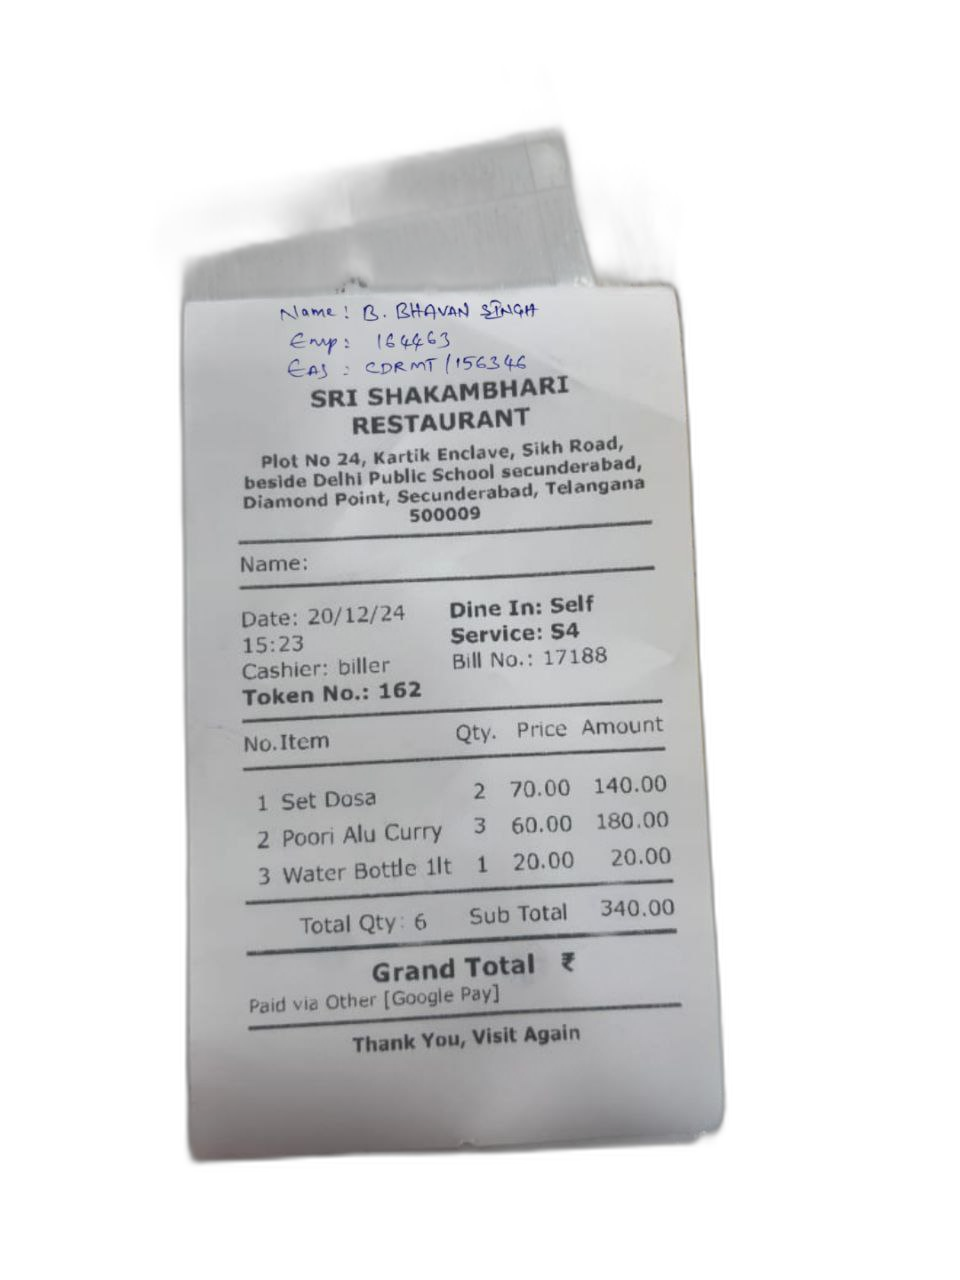 Name: B. BHAVAN SINGH
Emp: 164463
EAS: CDRMT/156346
SRI SHAKAMBHARI
RESTAURANT
Plot No 24, Kartik Enclave, Sikh Road,
beside Delhi Public School secunderabad,
Diamond Point, Secunderabad, Telangana
500009
Name:
Date: 20/12/24 Dine In: Self
15:23 Service: S4
Cashier: biller Bill No.: 17188
Token No.: 162
No.Item Qty. Price Amount
1 Set Dosa 2 70.00 140.00
2 Poori Alu Curry 3 60.00 180.00
3 Water Bottle 1lt 1 20.00 20.00
Total Qty: 6 Sub Total 340.00
Grand Total ₹
Paid via Other [Google Pay]
Thank You, Visit Again